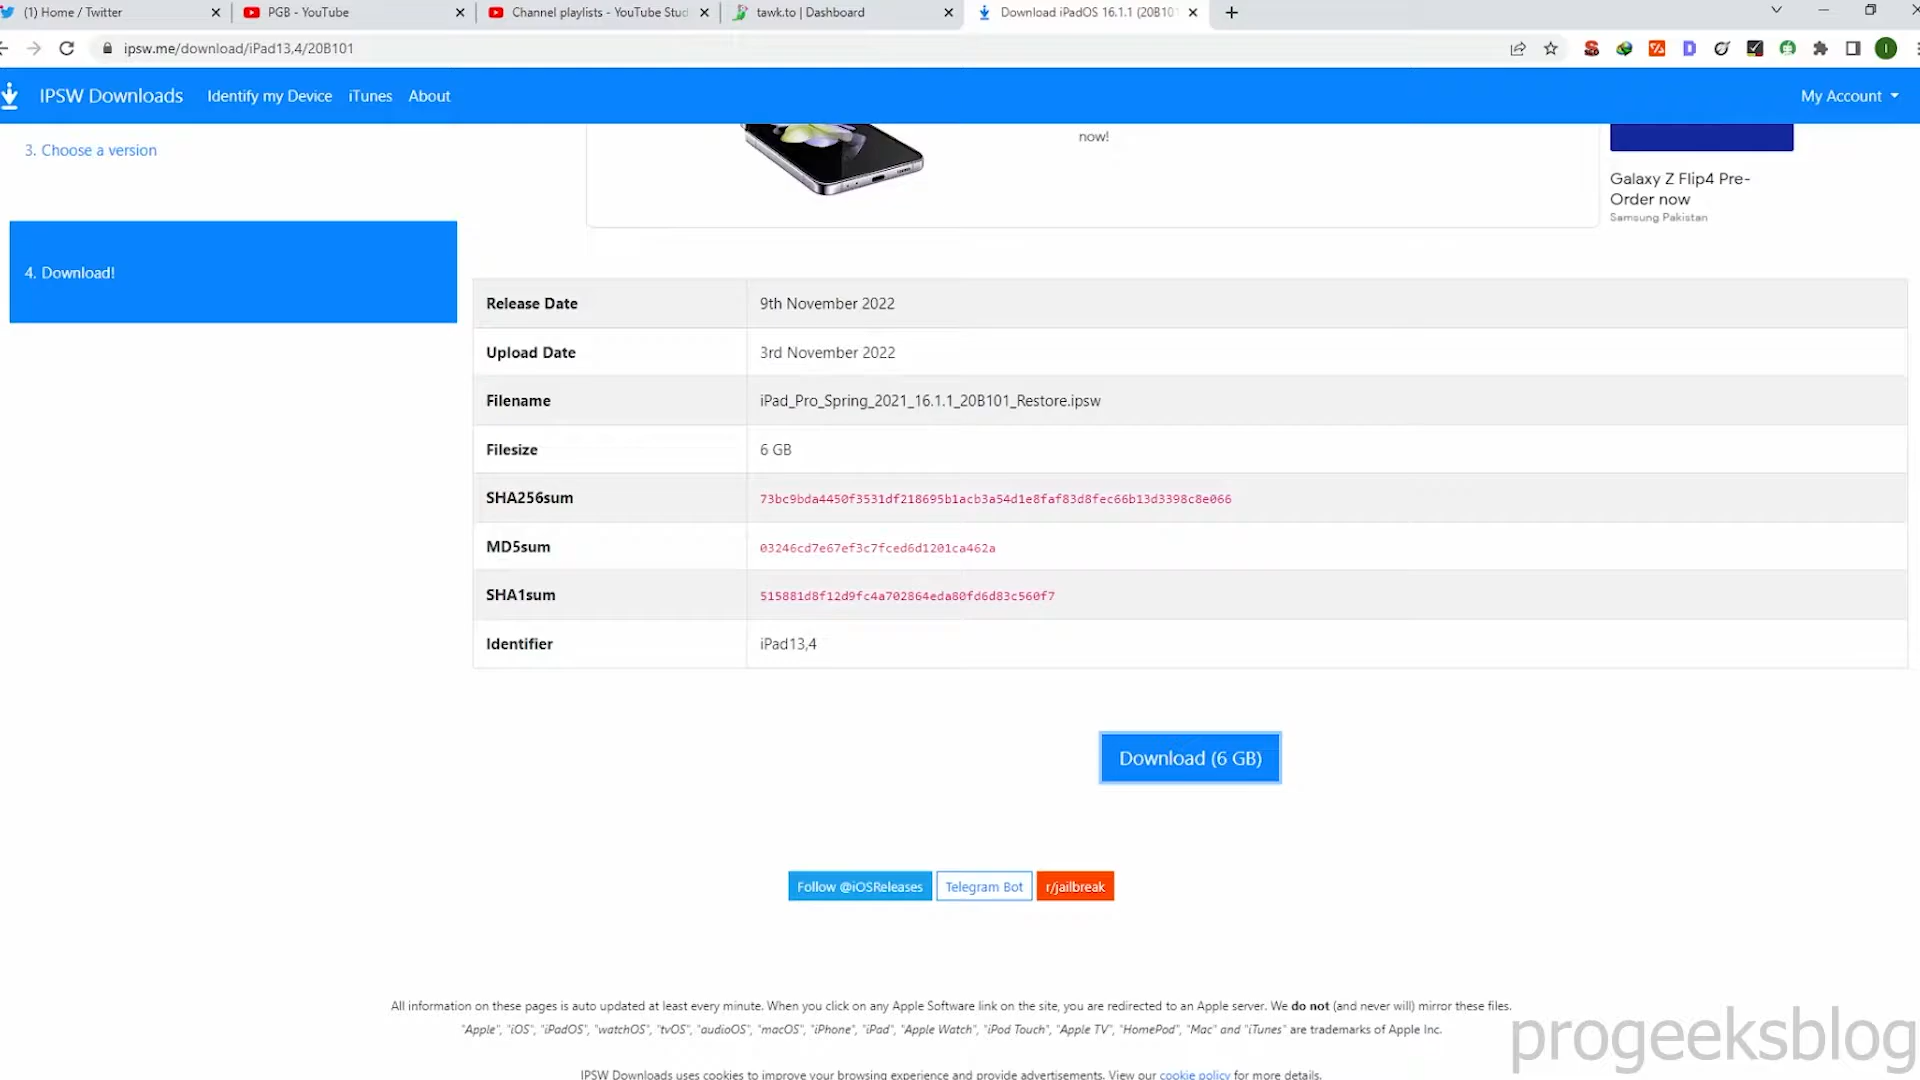 (1) Home / Twitter
PGB - YouTube
Channel playlists - YouTube Stud
tawk.to | Dashboard
Download iPadOS 16.1.1 (20B101
ipsw.me/download/iPad13,4/20B101
IPSW Downloads
Identify my Device
iTunes
About
My Account
3. Choose a version
4. Download!
now!
Galaxy Z Flip4 Pre-
Order now
Samsung Pakistan
Release Date 9th November 2022
Upload Date 3rd November 2022
Filename iPad_Pro_Spring_2021_16.1.1_20B101_Restore.ipsw
Filesize 6 GB
SHA256sum 73bc9bda4450f3531df218695b1acb3a54d1e8faf83d8fec66b13d3398c8e066
MD5sum 03246cd7e67ef3c7fced6d1201ca462a
SHA1sum 515881d8f12d9fc4a702864eda80fd6d83c560f7
Identifier iPad13,4
Download (6 GB)
Follow @iOSReleases
Telegram Bot
r/jailbreak
All information on these pages is auto updated at least every minute. When you click on any Apple Software link on the site, you are redirected to an Apple server. We do not (and never will) mirror these files.
"Apple", "iOS", "iPadOS", "watchOS", "tvOS", "audioOS", "macOS", "iPhone", "iPad", "Apple Watch", "iPod Touch", "Apple TV", "HomePod", "Mac" and "iTunes" are trademarks of Apple Inc.
IPSW Downloads uses cookies to improve your browsing experience and provide advertisements. View our cookie policy for more details.
progeeksblog